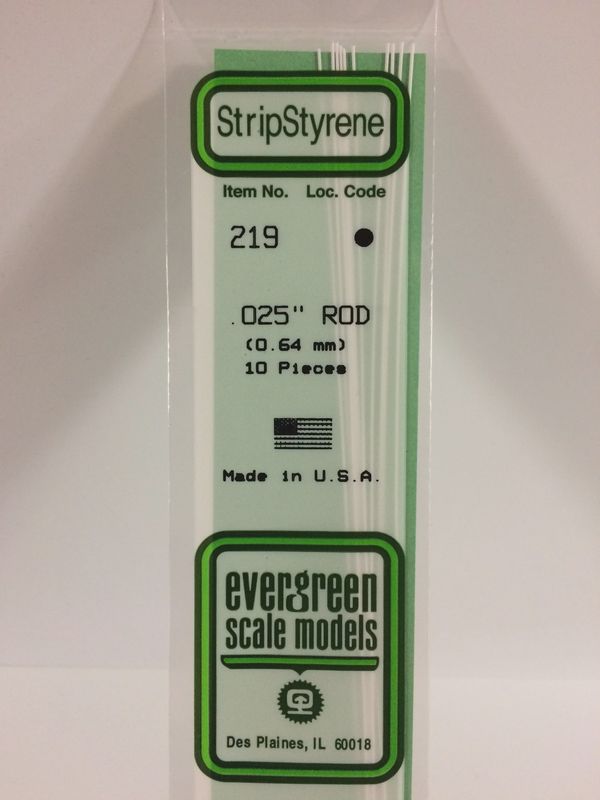 StripStyrene
Item No. Loc. Code
219
.025" ROD
(0.64 mm)
10 Pieces
Made in U.S.A.
evergreen
scale models
Des Plaines, IL 60018